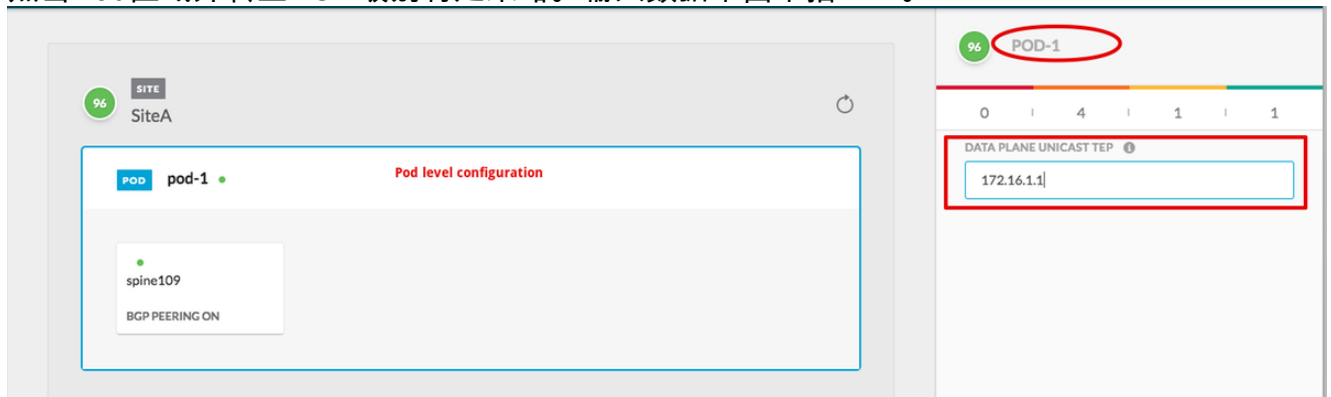 96 POD-1
96 SITE
SiteA
0 4 1 1
DATA PLANE UNICAST TEP
172.16.1.1
POD pod-1
Pod level configuration
spine109
BGP PEERING ON